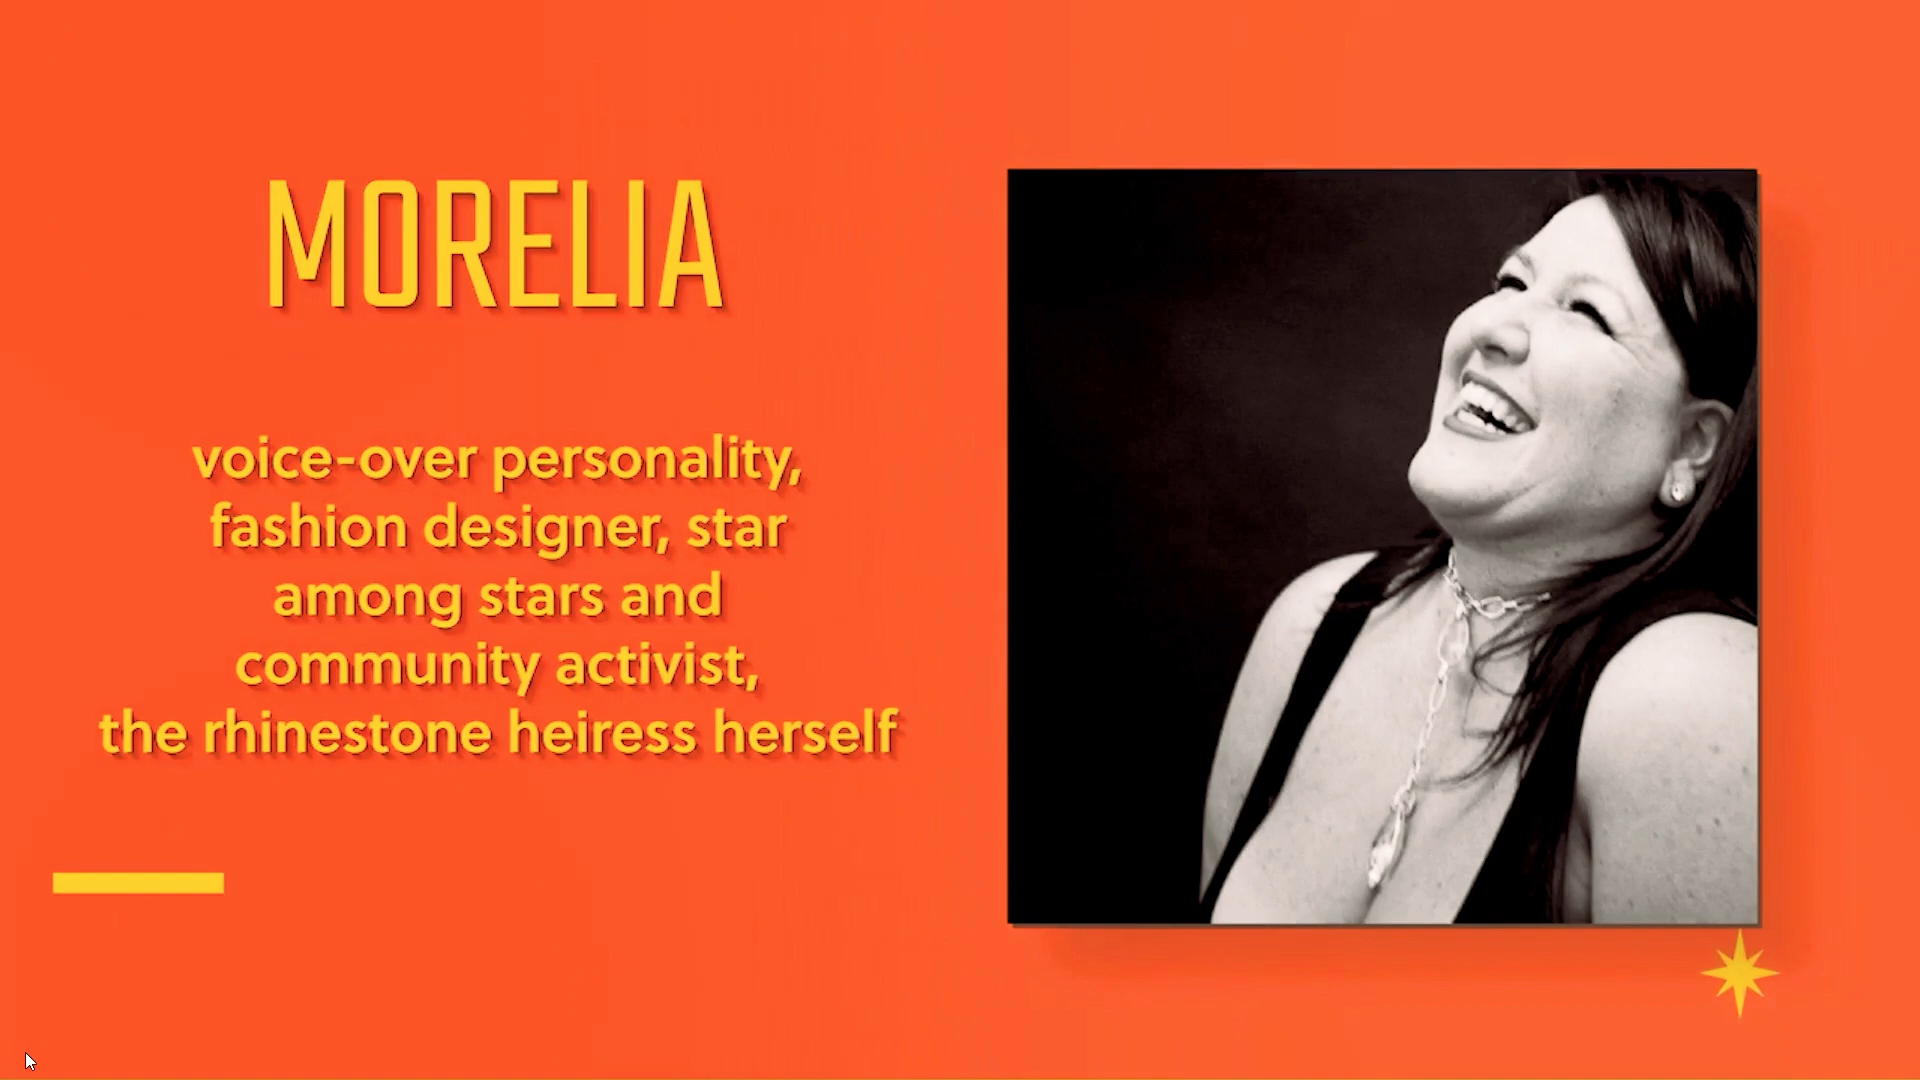 MORELIA
voice-over personality,
fashion designer, star
among stars and
community activist,
the rhinestone heiress herself